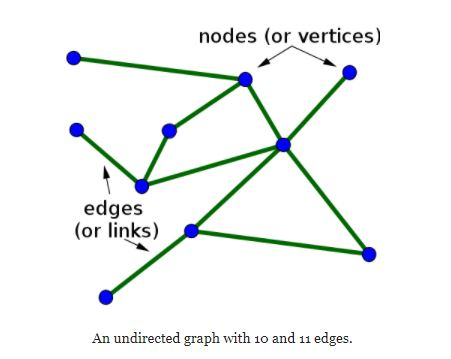 nodes (or vertices)
edges
(or links)
An undirected graph with 10 and 11 edges.